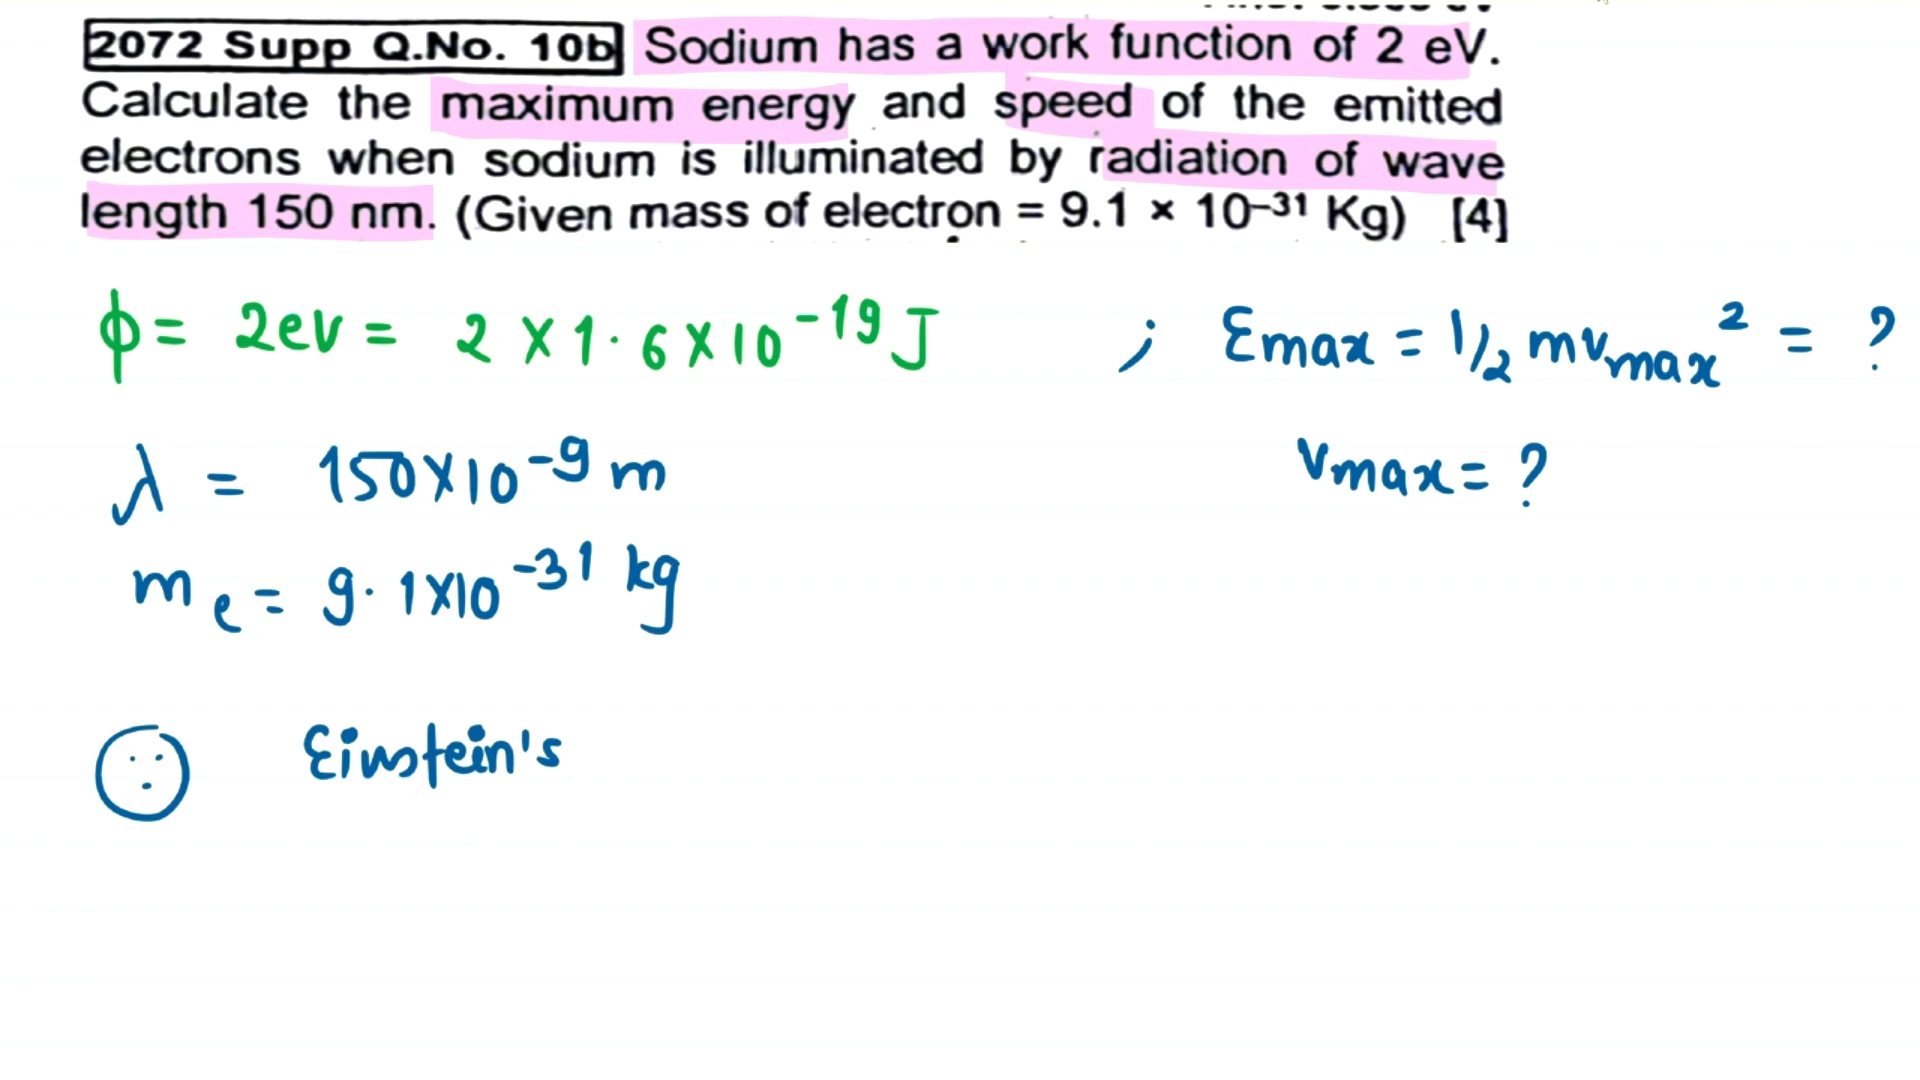 2072 Supp Q.No. 10b Sodium has a work function of 2 eV.
Calculate the maximum energy and speed of the emitted
electrons when sodium is illuminated by radiation of wave
length 150 nm. (Given mass of electron = 9.1 × 10⁻³¹ Kg) [4]
ϕ = 2ev = 2 × 1.6 × 10⁻¹⁹ J ; Emax = 1/2 mvmax² = ?
λ = 150×10⁻⁹ m
vmax = ?
me = 9.1×10⁻³¹ kg
Einstein's